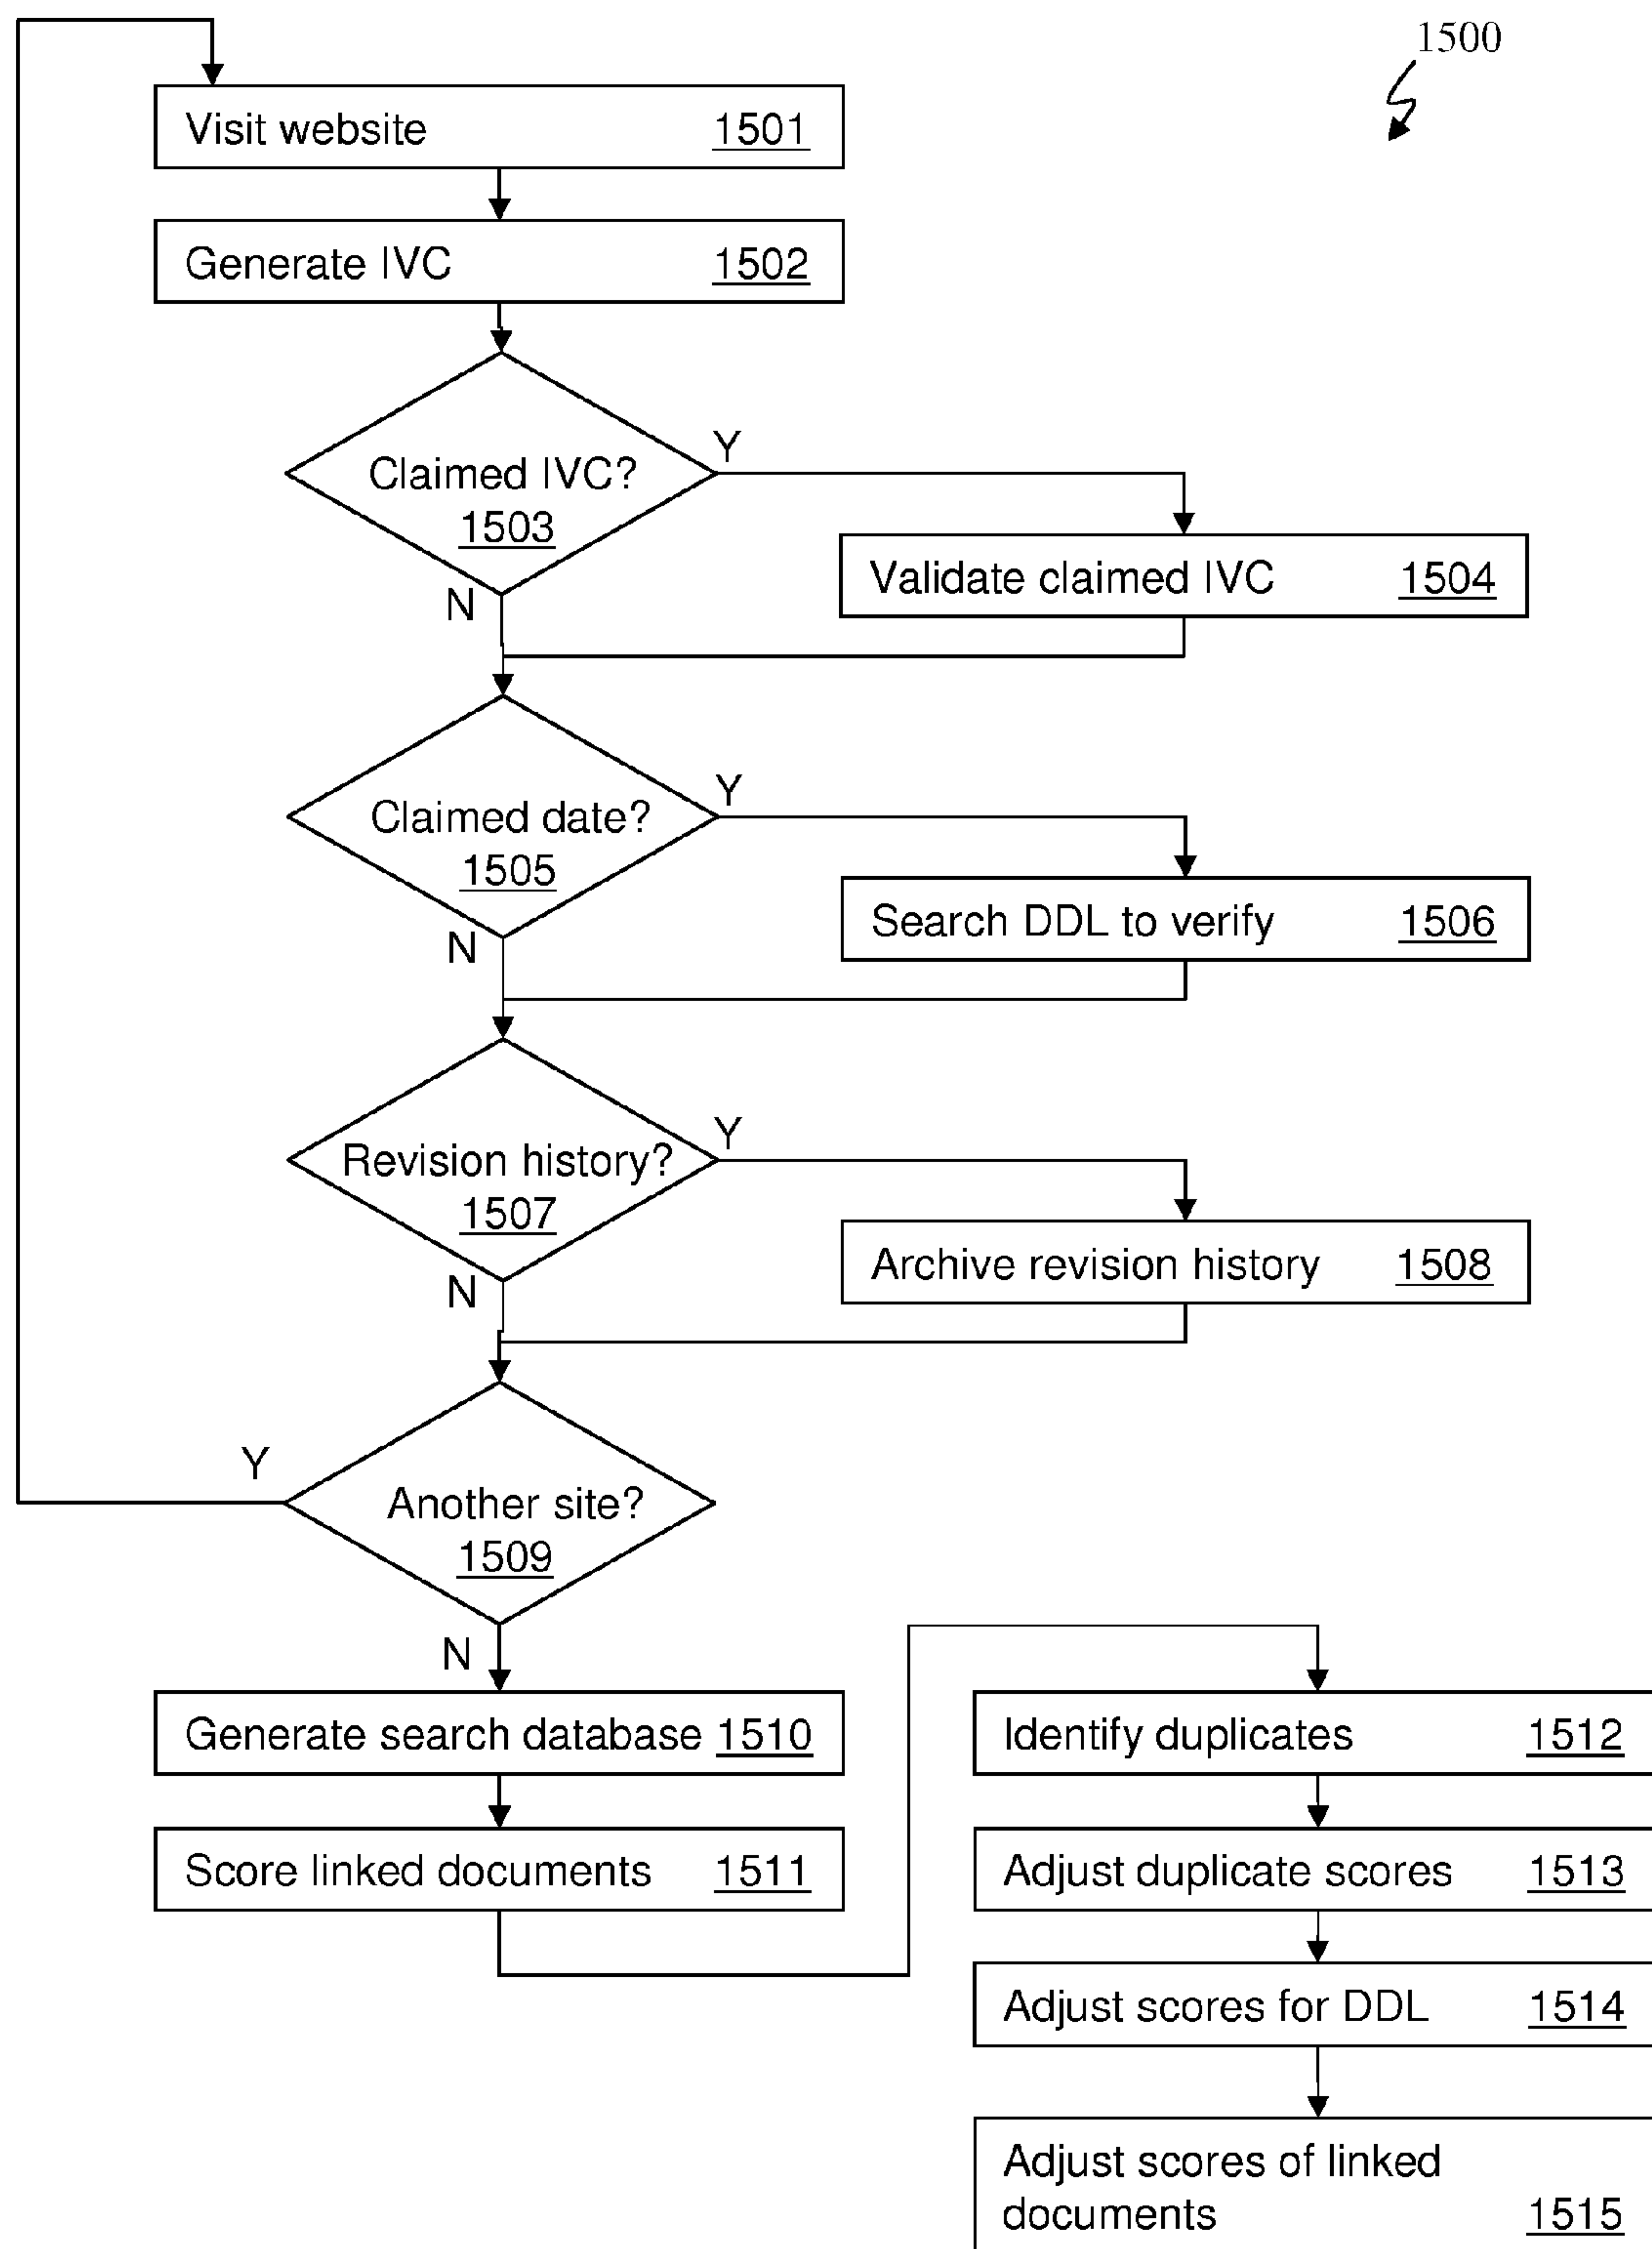 1500
Visit website 1501
Generate IVC 1502
Claimed IVC?
1503
Y
N
Validate claimed IVC 1504
Claimed date?
1505
Y
N
Search DDL to verify 1506
Revision history?
1507
Y
N
Archive revision history 1508
Another site?
1509
Y
N
Generate search database 1510
Score linked documents 1511
Identify duplicates 1512
Adjust duplicate scores 1513
Adjust scores for DDL 1514
Adjust scores of linked
documents 1515